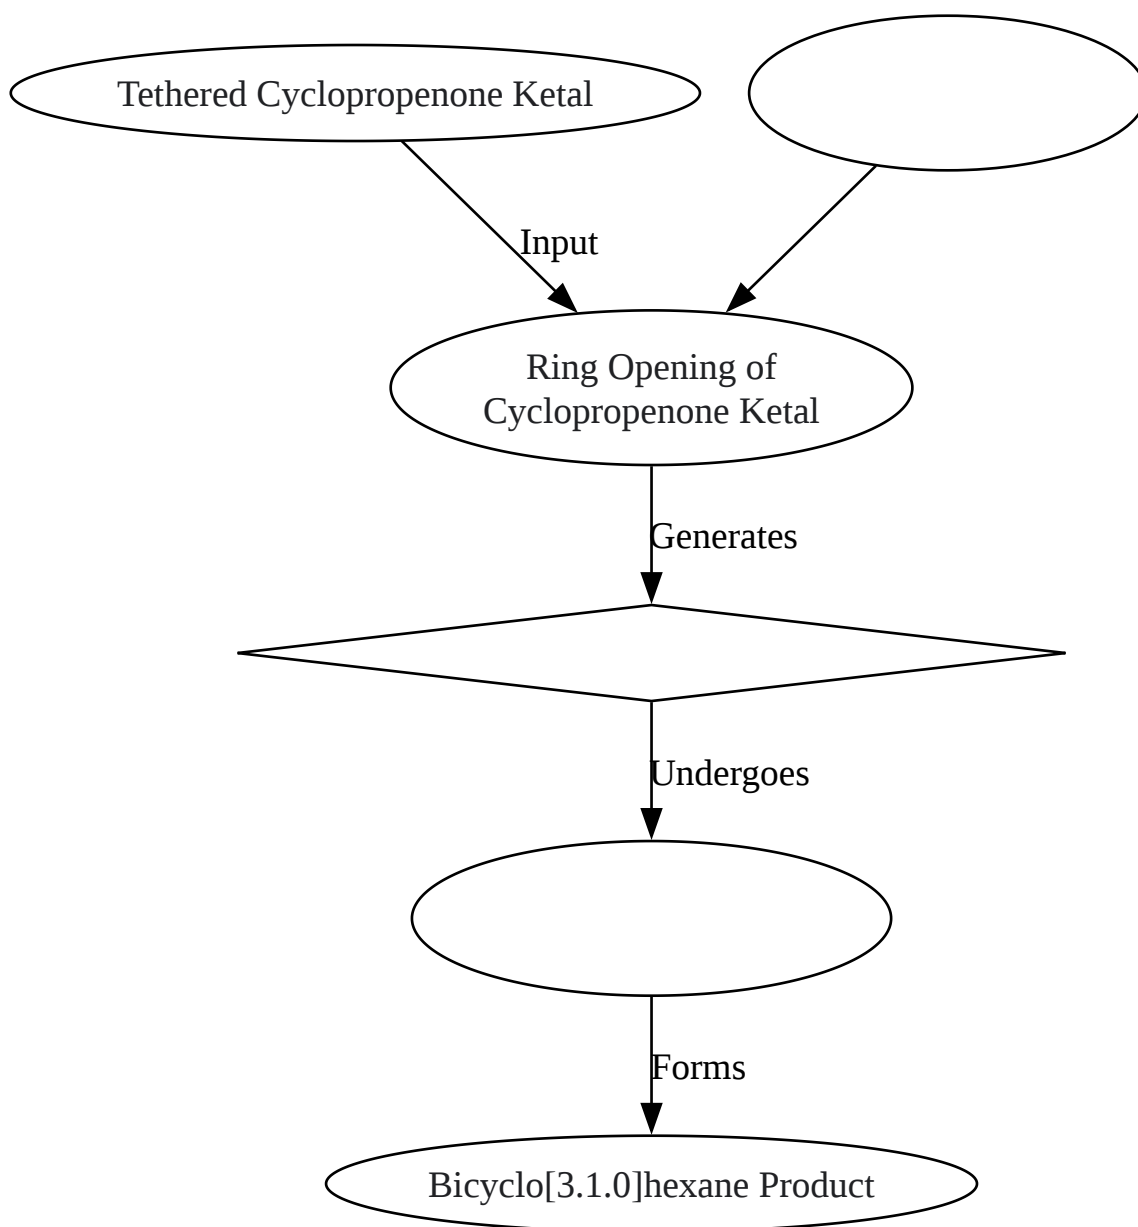 Tethered Cyclopropenone Ketal
Input
Ring Opening of
Cyclopropenone Ketal
Generates
Undergoes
Forms
Bicyclo[3.1.0]hexane Product